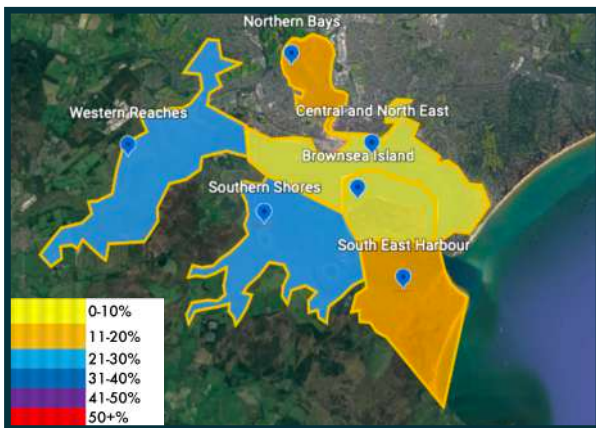 Northern Bays
Western Reaches
Central and North East
Brownsea Island
Southern Shores
South East Harbour
0-10%
11-20%
21-30%
31-40%
41-50%
50+%